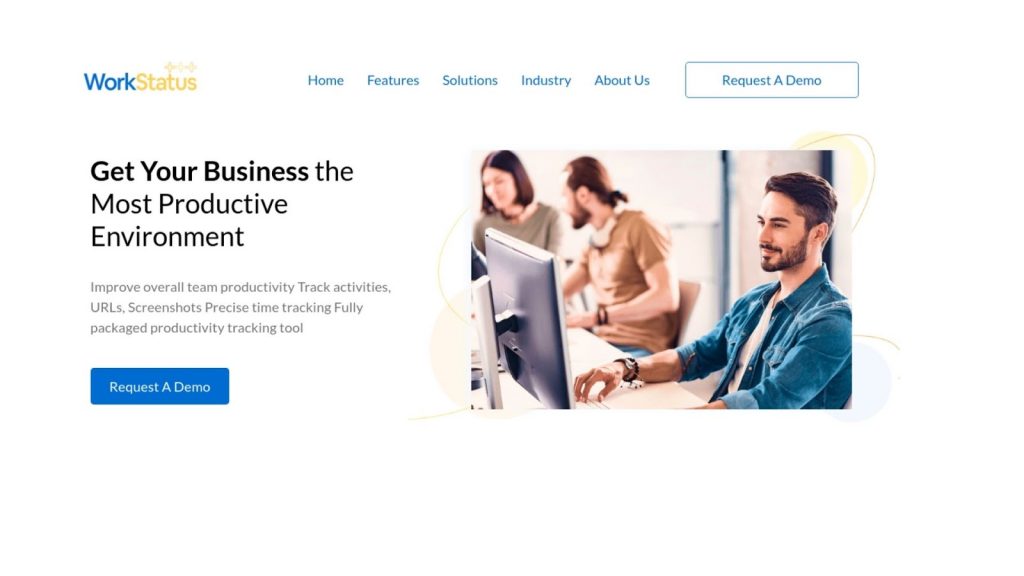 WorkStatus
Home Features Solutions Industry About Us Request A Demo
Get Your Business the
Most Productive
Environment
Improve overall team productivity Track activities,
URLs, Screenshots Precise time tracking Fully
packaged productivity tracking tool
Request A Demo